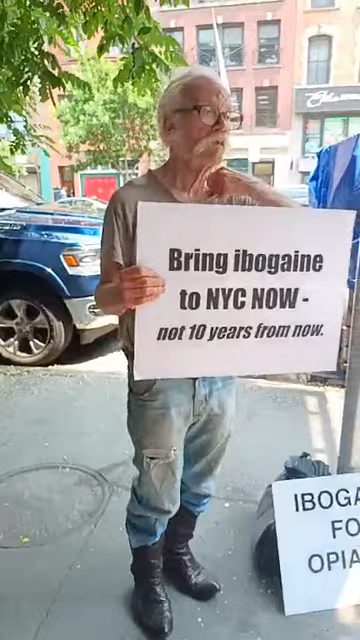 Bring ibogaine
to NYC NOW -
not 10 years from now.
IBOGA
FO
OPIA